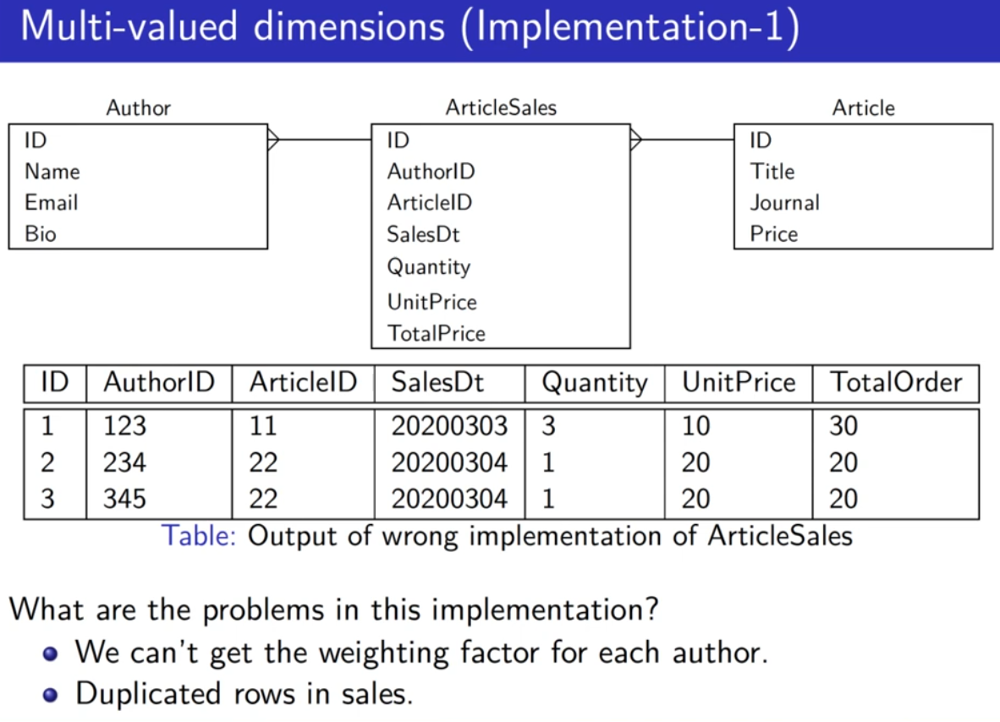 Multi-valued dimensions (Implementation-1)
Author ArticleSales Article
ID
Name
Email
Bio
ID
AuthorID
ArticleID
SalesDt
Quantity
UnitPrice
TotalPrice
ID
Title
Journal
Price
ID AuthorID ArticleID SalesDt Quantity UnitPrice TotalOrder
1 123 11 20200303 3 10 30
2 234 22 20200304 1 20 20
3 345 22 20200304 1 20 20
Table: Output of wrong implementation of ArticleSales
What are the problems in this implementation?
We can't get the weighting factor for each author.
Duplicated rows in sales.